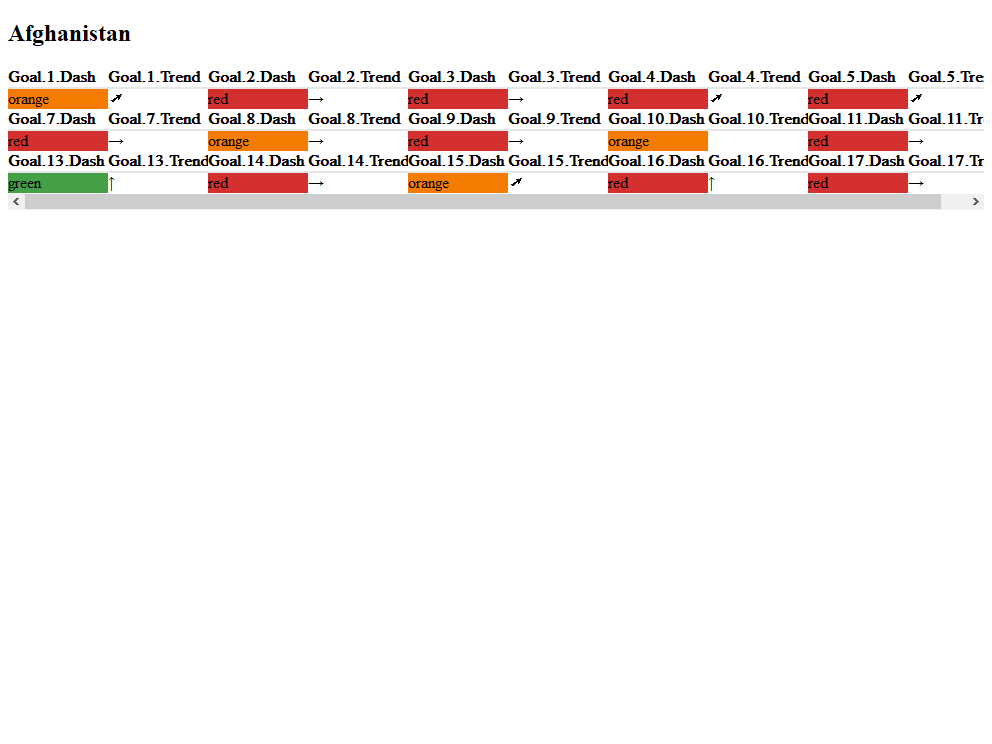 Afghanistan
Goal.1.Dash Goal.1.Trend Goal.2.Dash Goal.2.Trend Goal.3.Dash Goal.3.Trend Goal.4.Dash Goal.4.Trend Goal.5.Dash Goal.5.Tre
orange ➚ red → red → red ➚ red ➚
Goal.7.Dash Goal.7.Trend Goal.8.Dash Goal.8.Trend Goal.9.Dash Goal.9.Trend Goal.10.Dash Goal.10.Trend Goal.11.Dash Goal.11.Tr
red → orange → red → orange red →
Goal.13.Dash Goal.13.Trend Goal.14.Dash Goal.14.Trend Goal.15.Dash Goal.15.Trend Goal.16.Dash Goal.16.Trend Goal.17.Dash Goal.17.Tr
green ↑ red → orange ➚ red ↑ red →